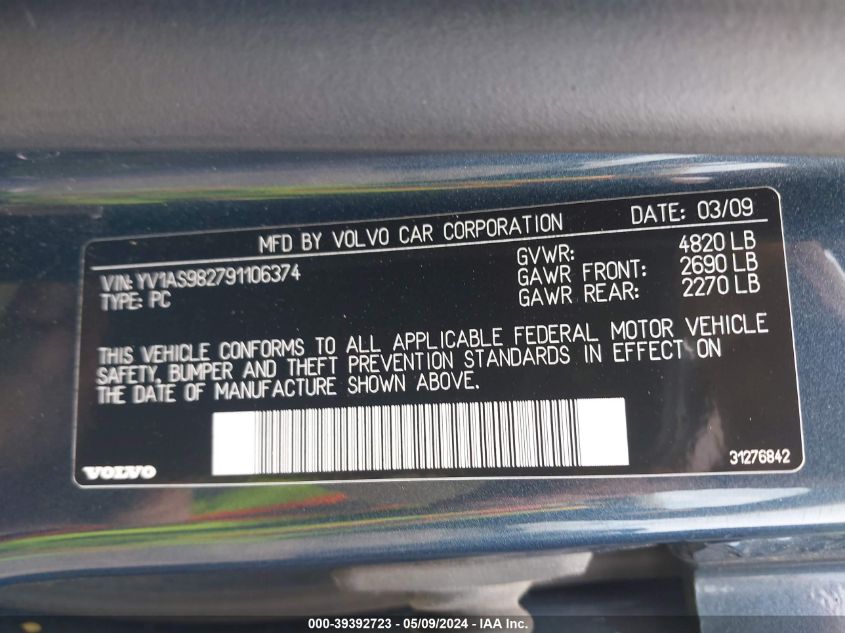 MFD BY VOLVO CAR CORPORATION DATE: 03/09
VIN: YV1AS982791106374
TYPE: PC
GVWR: 4820 LB
GAWR FRONT: 2690 LB
GAWR REAR: 2270 LB
THIS VEHICLE CONFORMS TO ALL APPLICABLE FEDERAL MOTOR VEHICLE
SAFETY, BUMPER AND THEFT PREVENTION STANDARDS IN EFFECT ON
THE DATE OF MANUFACTURE SHOWN ABOVE.
VOLVO
31276842
000-39392723 - 05/09/2024 - IAA Inc.